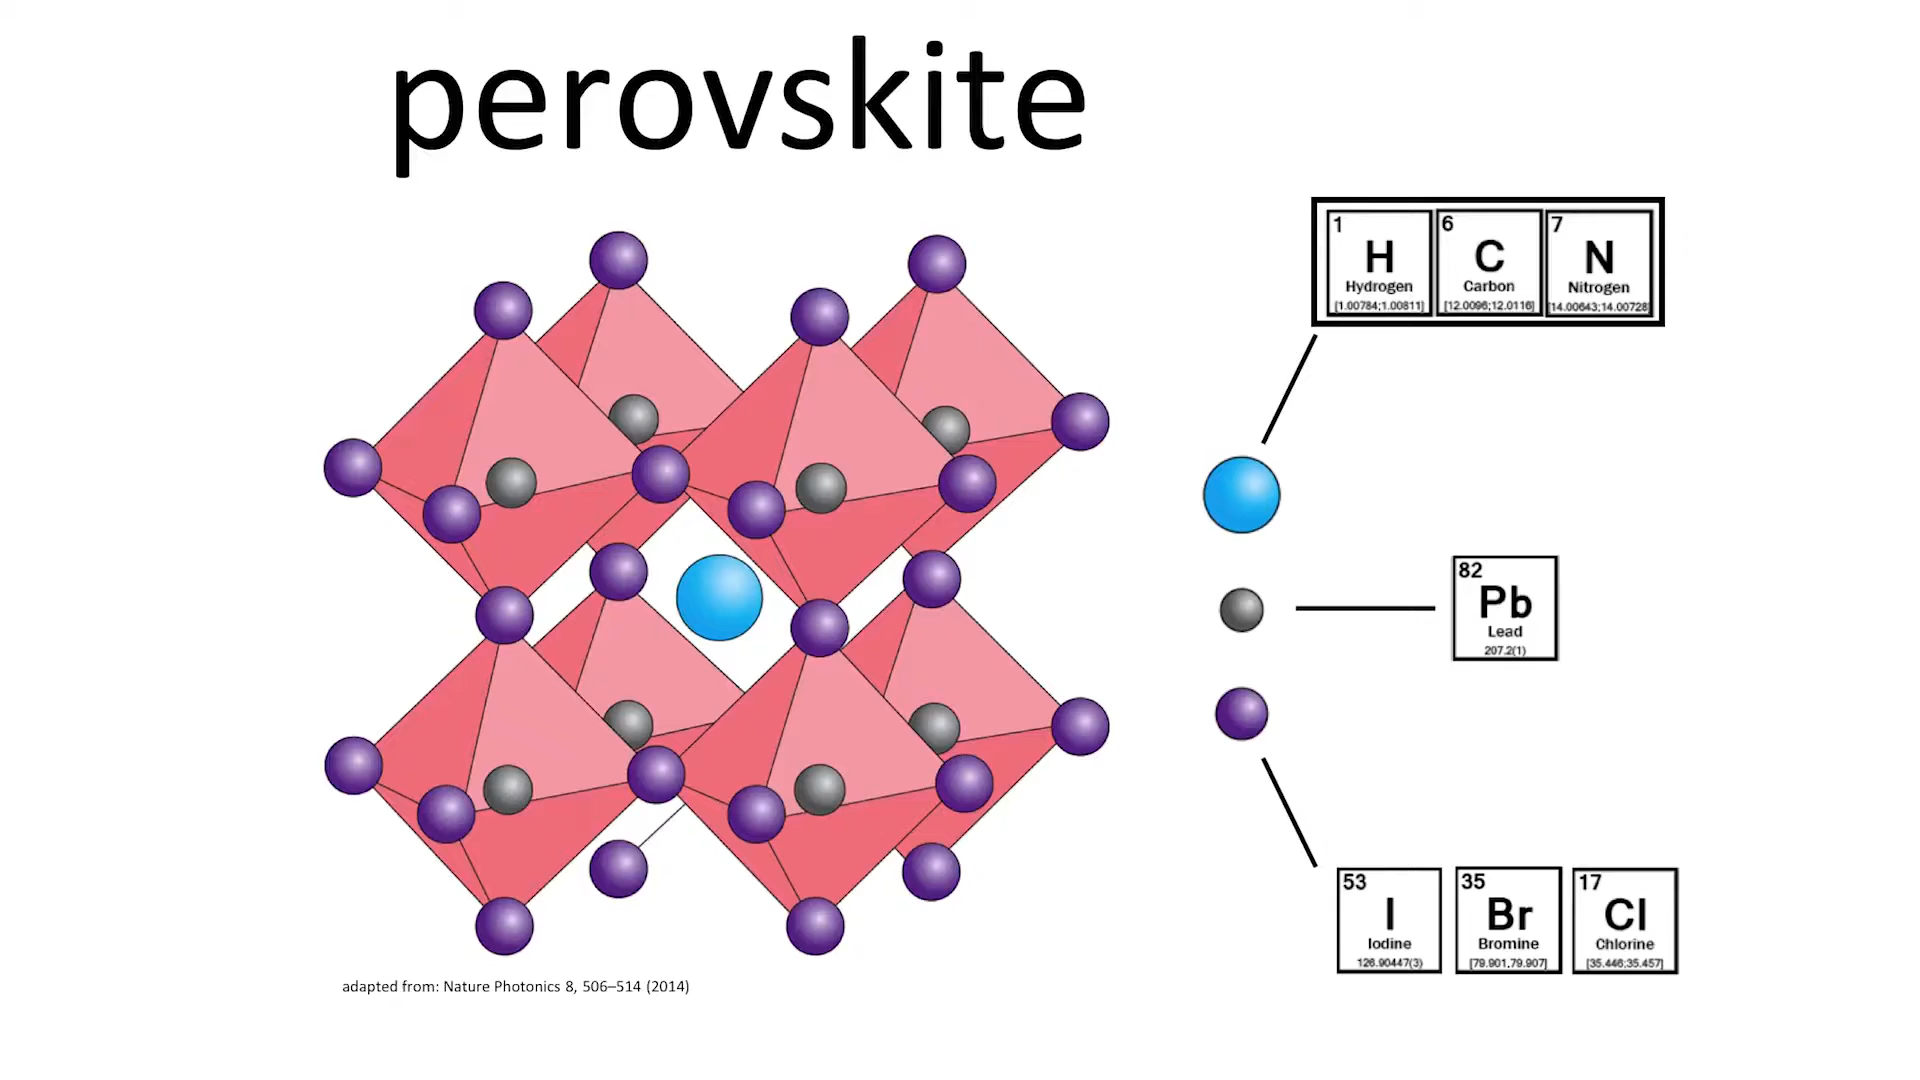 perovskite
1 6 7
H C N
Hydrogen Carbon Nitrogen
[1.00784;1.00811] [12.0096;12.0116] [14.00643;14.00728]
82
Pb
Lead
207.2(1)
53 35 17
I Br Cl
Iodine Bromine Chlorine
126.90447(3) [79.901,79.907] [35.446;35.457]
adapted from: Nature Photonics 8, 506–514 (2014)